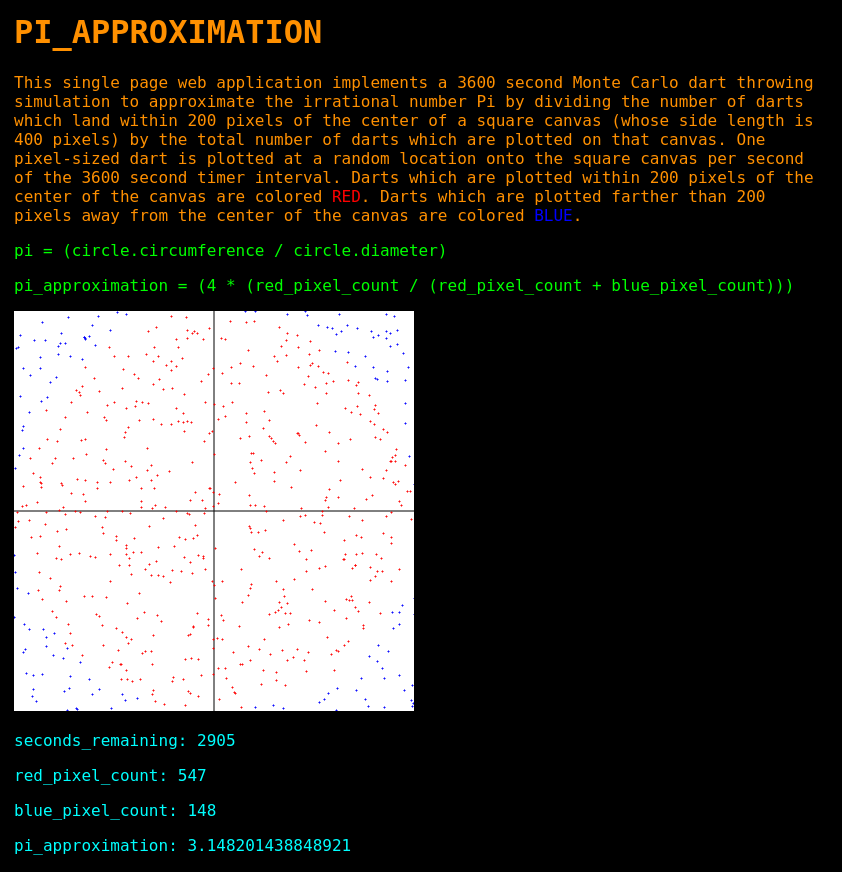 PI_APPROXIMATION
This single page web application implements a 3600 second Monte Carlo dart throwing
simulation to approximate the irrational number Pi by dividing the number of darts
which land within 200 pixels of the center of a square canvas (whose side length is
400 pixels) by the total number of darts which are plotted on that canvas. One
pixel-sized dart is plotted at a random location onto the square canvas per second
of the 3600 second timer interval. Darts which are plotted within 200 pixels of the
center of the canvas are colored RED. Darts which are plotted farther than 200
pixels away from the center of the canvas are colored BLUE.
pi = (circle.circumference / circle.diameter)
pi_approximation = (4 * (red_pixel_count / (red_pixel_count + blue_pixel_count)))
seconds_remaining: 2905
red_pixel_count: 547
blue_pixel_count: 148
pi_approximation: 3.148201438848921